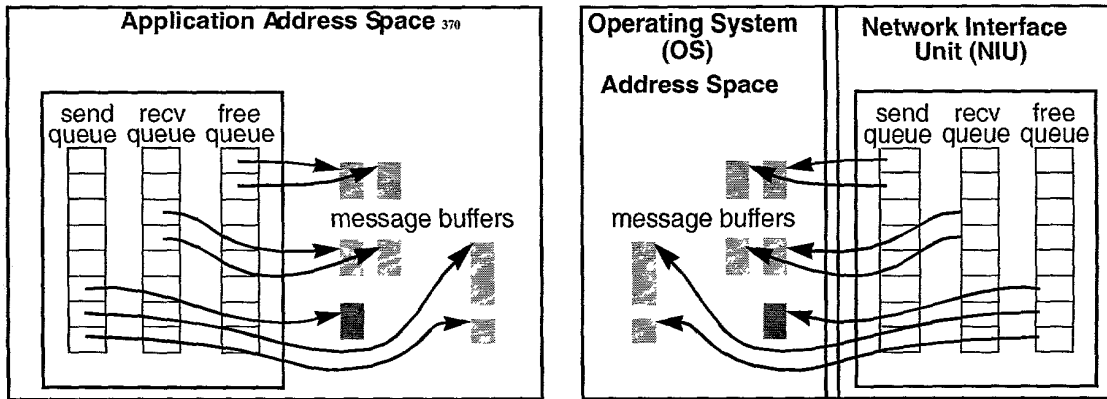 Application Address Space 370
send recv free
queue queue queue
message buffers
Operating System
(OS)
Address Space
message buffers
Network Interface
Unit (NIU)
send recv free
queue queue queue